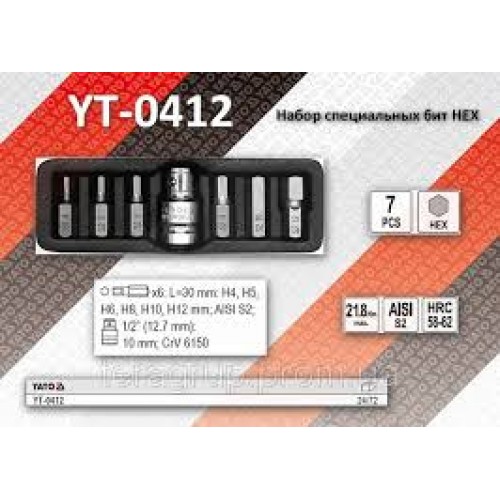 YT-0412
Набор специальных бит HEX
7
PCS
HEX
x6: L=30 mm: H4, H5,
H6, H8, H10, H12 mm; AISI S2;
1/2" (12.7 mm):
10 mm; CrV 6150
AISI
S2
HRC
58-62
YATO
YT-0412
24/72